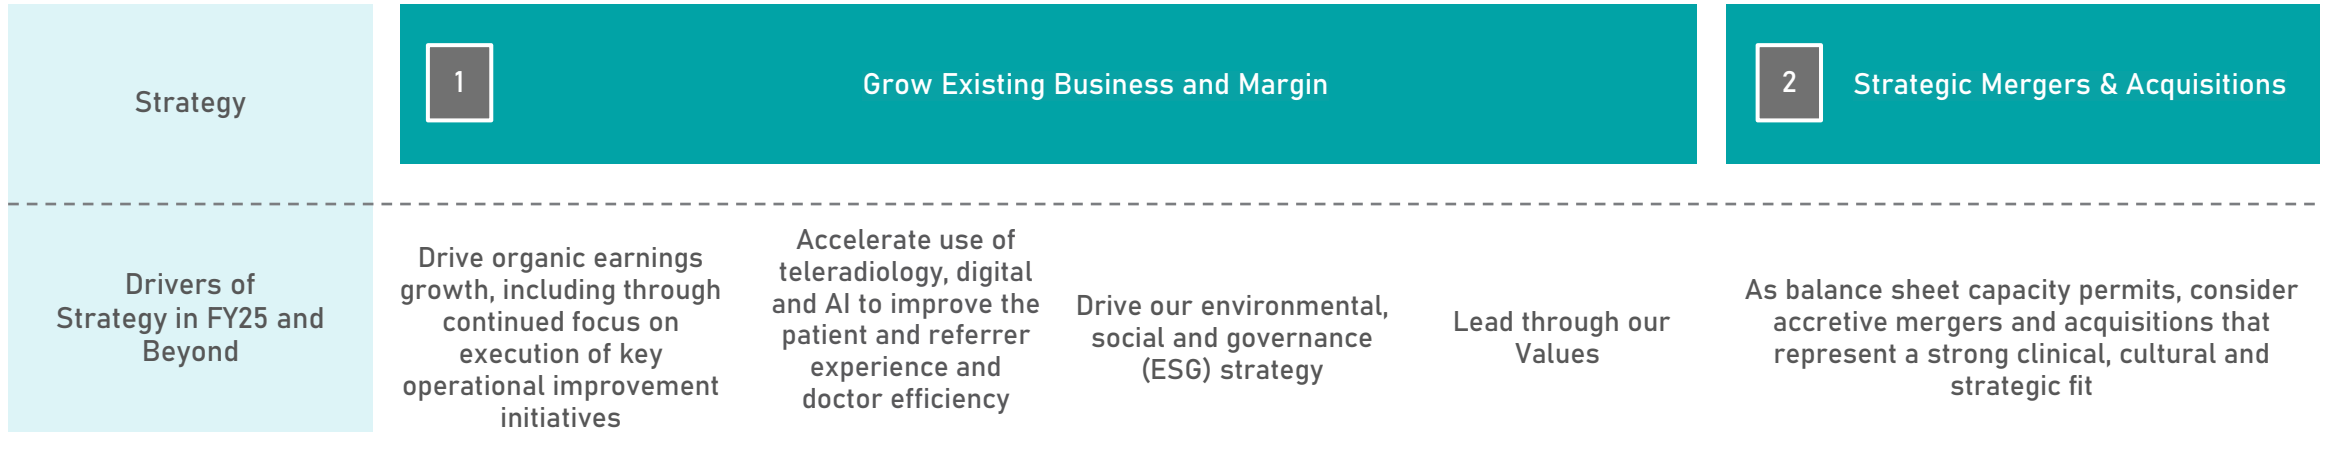 Strategy
1
Grow Existing Business and Margin
2
Strategic Mergers & Acquisitions
Drivers of
Strategy in FY25 and
Beyond
Drive organic earnings
growth, including through
continued focus on
execution of key
operational improvement
initiatives
Accelerate use of
teleradiology, digital
and AI to improve the
patient and referrer
experience and
doctor efficiency
Drive our environmental,
social and governance
(ESG) strategy
Lead through our
Values
As balance sheet capacity permits, consider
accretive mergers and acquisitions that
represent a strong clinical, cultural and
strategic fit